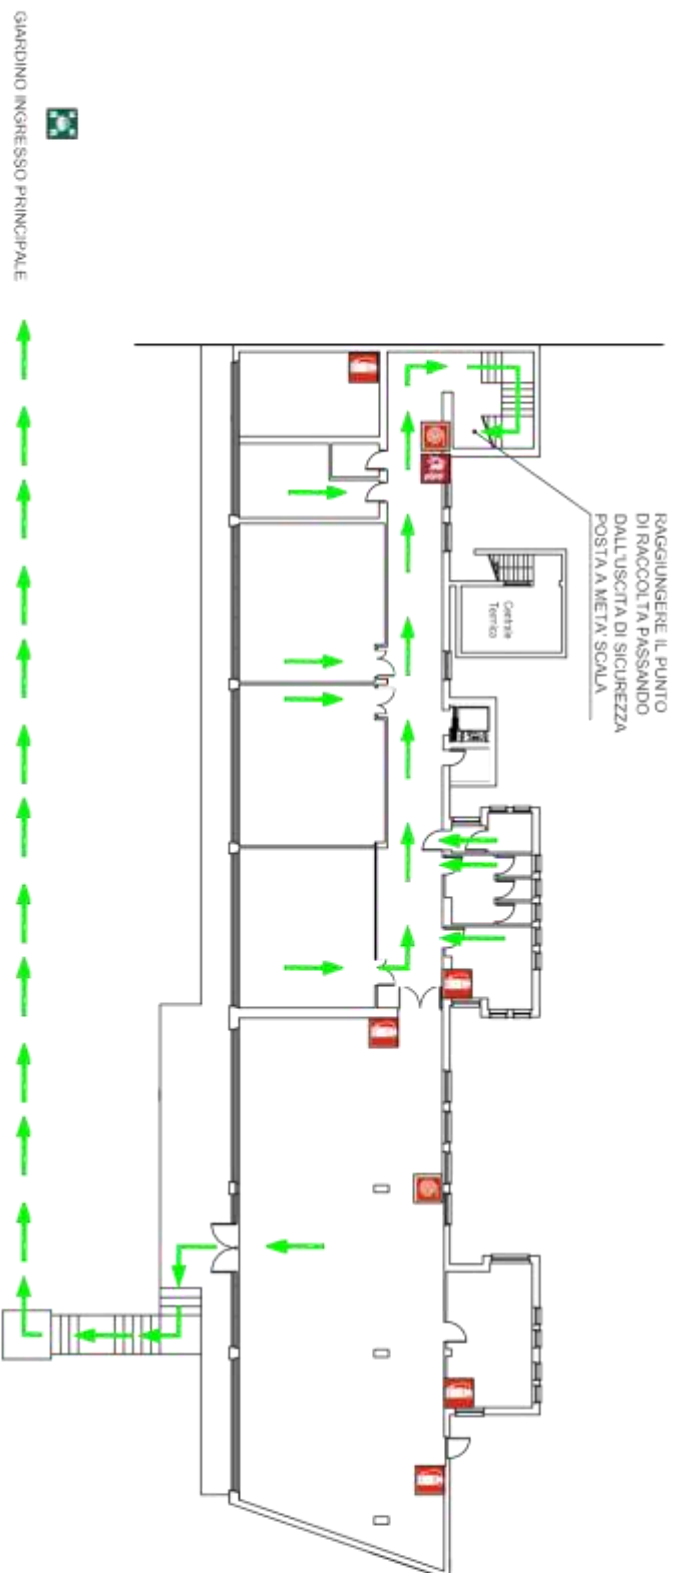 GIARDINO INGRESSO PRINCIPALE
RAGGIUNGERE IL PUNTO
DI RACCOLTA PASSANDO
DALL'USCITA DI SICUREZZA
POSTA A META' SCALA
Centrale
Termica